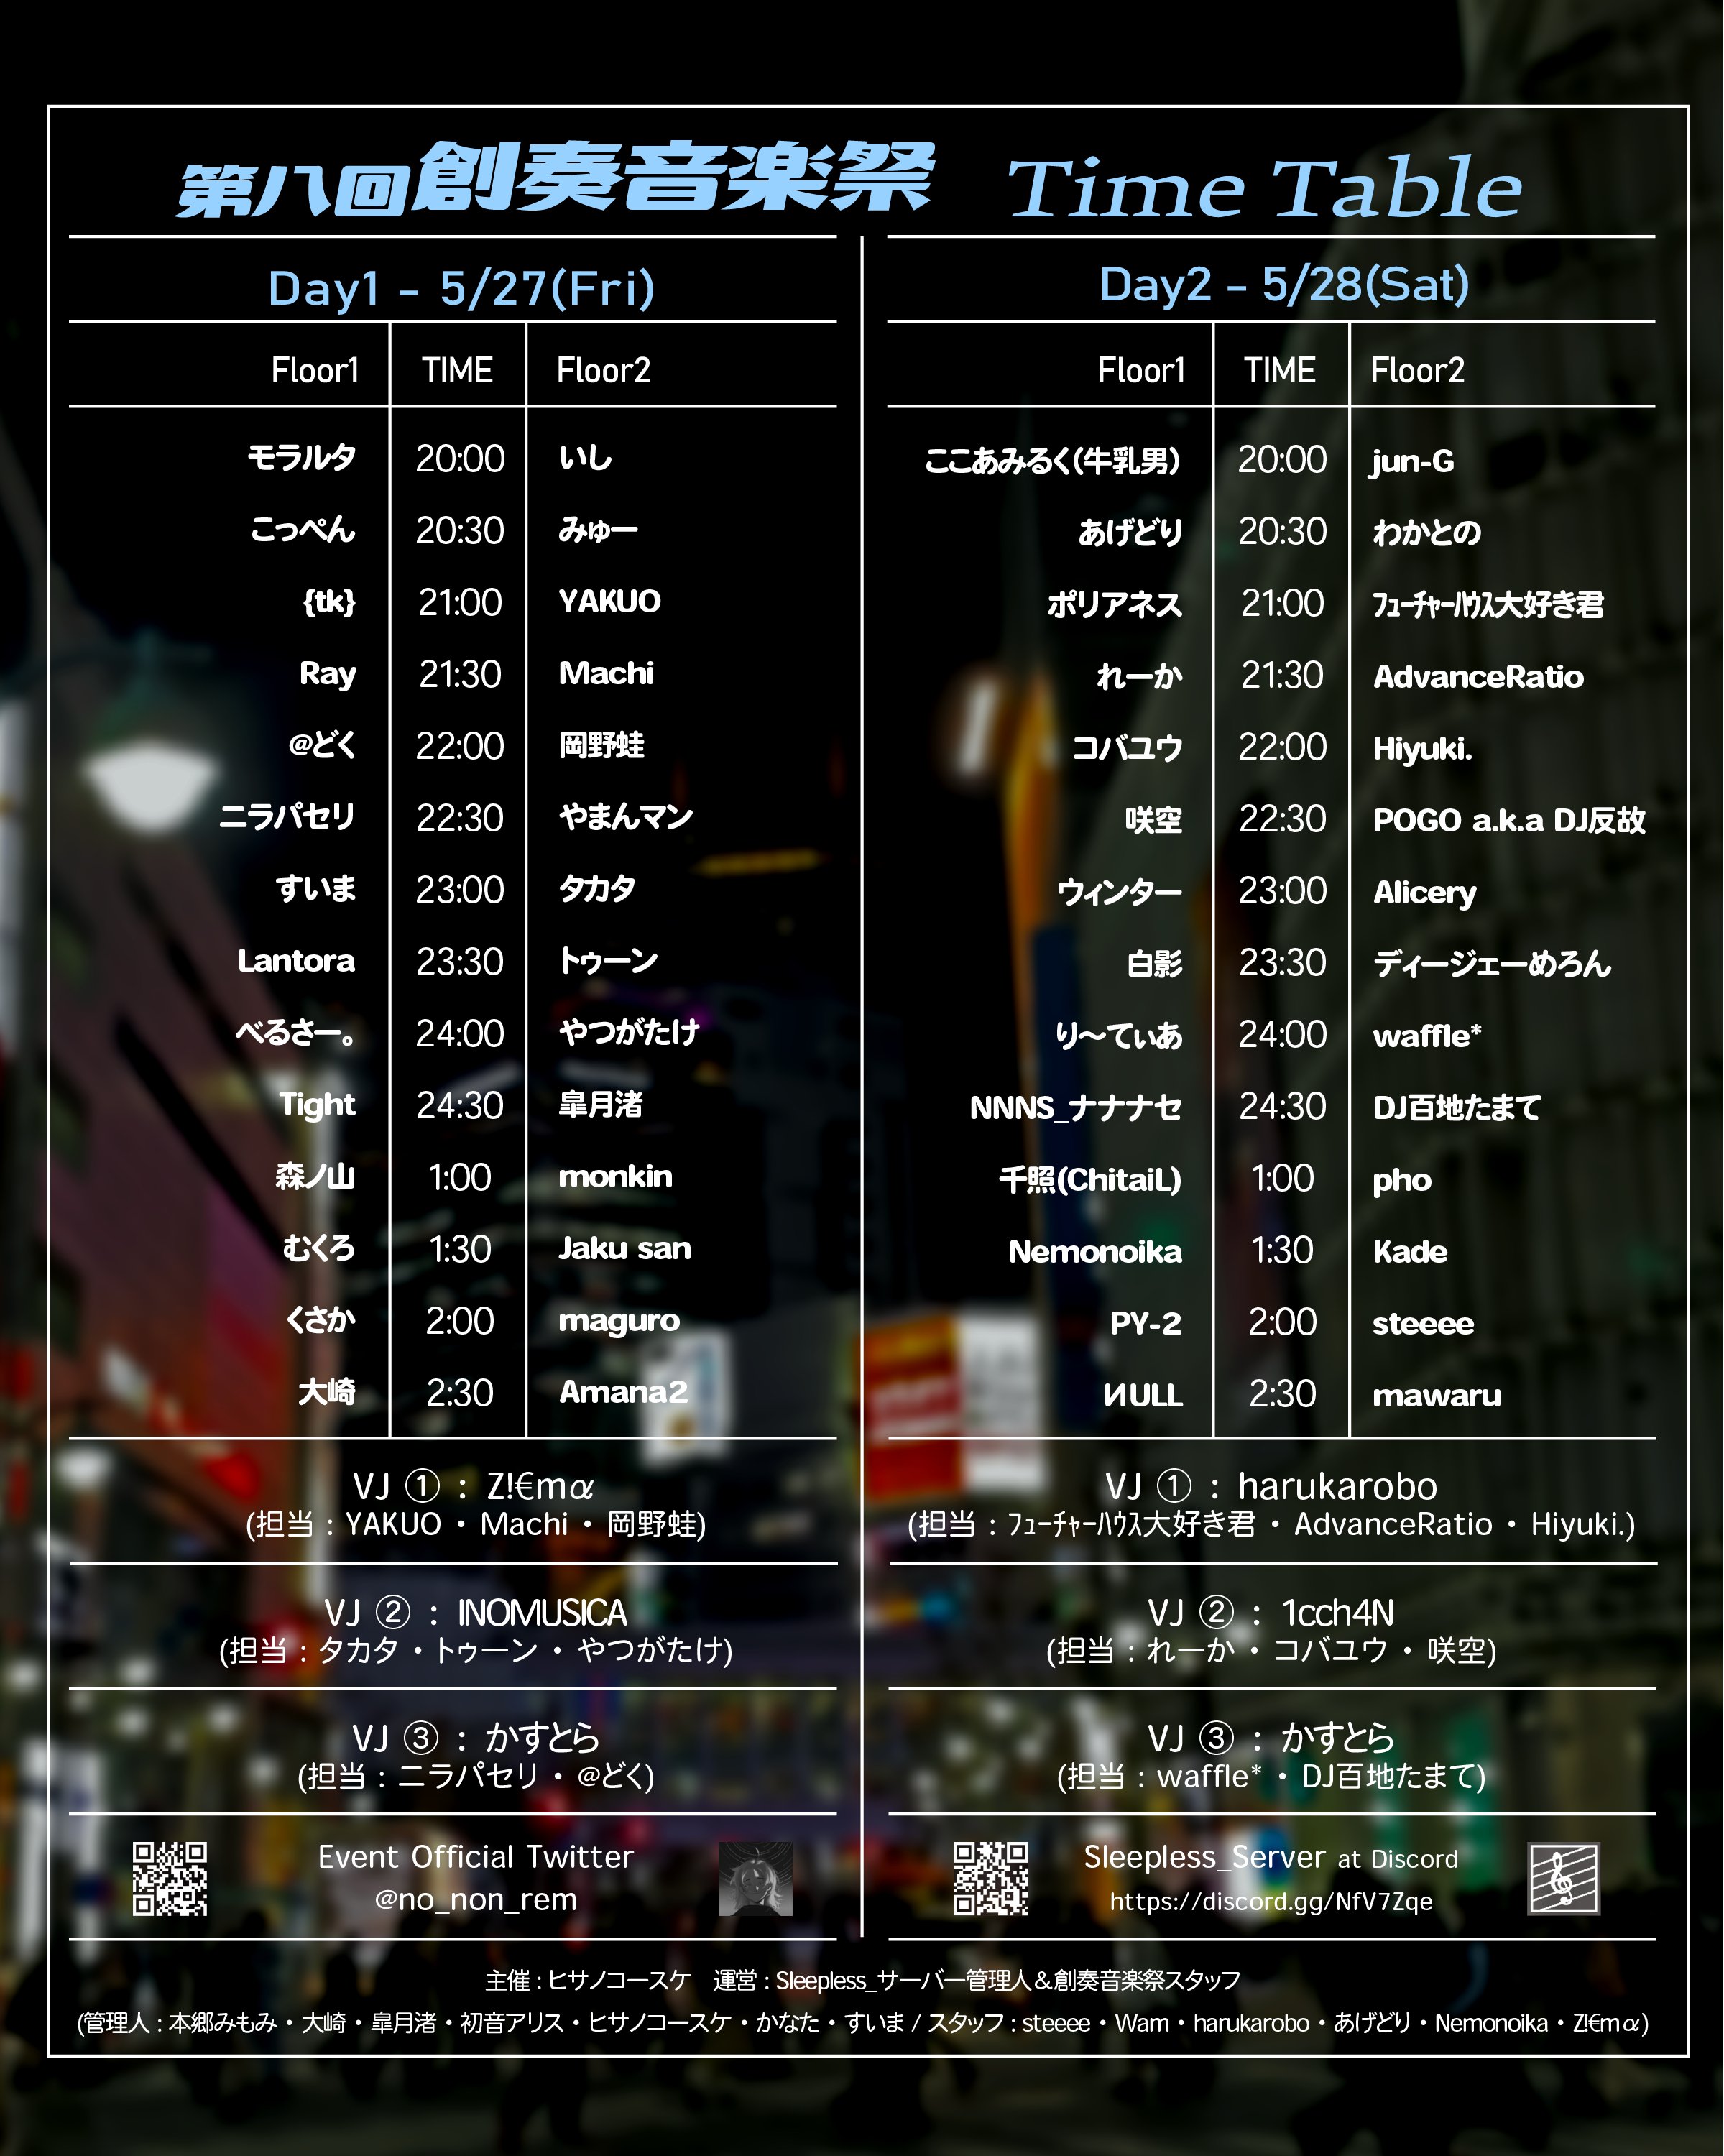 第八回創奏音楽祭 Time Table
Day1 - 5/27(Fri)
Floor1 TIME Floor2
モラルタ 20:00 いし
こっぺん 20:30 みゅー
{tk} 21:00 YAKUO
Ray 21:30 Machi
@どく 22:00 岡野蛙
ニラパセリ 22:30 やまんマン
すいま 23:00 タカタ
Lantora 23:30 トゥーン
べるさー。 24:00 やつがたけ
Tight 24:30 皐月渚
森ノ山 1:00 monkin
むくろ 1:30 Jaku san
くさか 2:00 maguro
大崎 2:30 Amana2
VJ ① : Z!€mα
(担当 : YAKUO ・ Machi ・ 岡野蛙)
VJ ② : INOMUSICA
(担当 : タカタ ・ トゥーン ・ やつがたけ)
VJ ③ : かすとら
(担当 : ニラパセリ ・ @どく)
Event Official Twitter
@no_non_rem
Day2 - 5/28(Sat)
Floor1 TIME Floor2
ここあみるく(牛乳男) 20:00 jun-G
あげどり 20:30 わかとの
ポリアネス 21:00 ﾌｭｰﾁｬｰﾊｳｽ大好き君
れーか 21:30 AdvanceRatio
コバユウ 22:00 Hiyuki.
咲空 22:30 POGO a.k.a DJ反故
ウィンター 23:00 Alicery
白影 23:30 ディージェーめろん
り〜てぃあ 24:00 waffle*
NNNS_ナナナセ 24:30 DJ百地たまて
千照(ChitaiL) 1:00 pho
Nemonoika 1:30 Kade
PY-2 2:00 steeee
ИULL 2:30 mawaru
VJ ① : harukarobo
(担当 : ﾌｭｰﾁｬｰﾊｳｽ大好き君 ・ AdvanceRatio ・ Hiyuki.)
VJ ② : 1cch4N
(担当 : れーか ・ コバユウ ・ 咲空)
VJ ③ : かすとら
(担当 : waffle* ・ DJ百地たまて)
Sleepless_Server at Discord
https://discord.gg/NfV7Zqe
主催 : ヒサノコースケ 運営 : Sleepless_サーバー管理人＆創奏音楽祭スタッフ
(管理人 : 本郷みもみ ・ 大崎 ・ 皐月渚 ・ 初音アリス ・ ヒサノコースケ ・ かなた ・ すいま / スタッフ : steeee ・ Wam ・ harukarobo ・ あげどり ・ Nemonoika ・ Z!€mα)